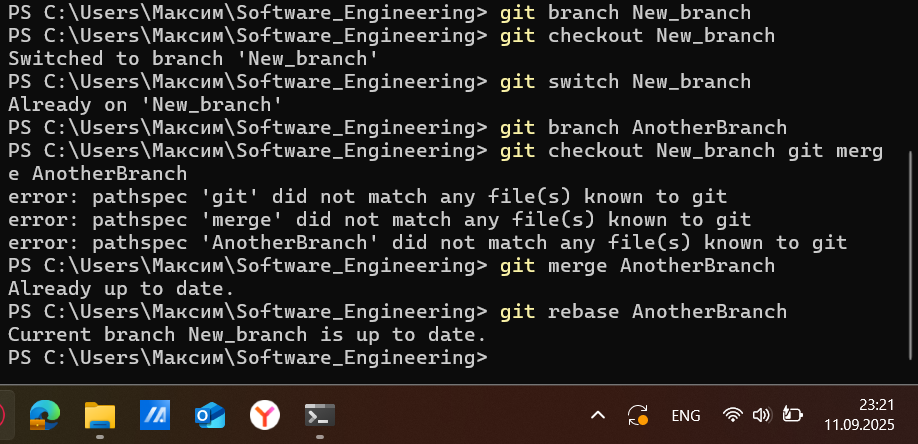 PS C:\Users\Максим\Software_Engineering> git branch New_branch
PS C:\Users\Максим\Software_Engineering> git checkout New_branch
Switched to branch 'New_branch'
PS C:\Users\Максим\Software_Engineering> git switch New_branch
Already on 'New_branch'
PS C:\Users\Максим\Software_Engineering> git branch AnotherBranch
PS C:\Users\Максим\Software_Engineering> git checkout New_branch git merg
e AnotherBranch
error: pathspec 'git' did not match any file(s) known to git
error: pathspec 'merge' did not match any file(s) known to git
error: pathspec 'AnotherBranch' did not match any file(s) known to git
PS C:\Users\Максим\Software_Engineering> git merge AnotherBranch
Already up to date.
PS C:\Users\Максим\Software_Engineering> git rebase AnotherBranch
Current branch New_branch is up to date.
PS C:\Users\Максим\Software_Engineering>
ENG
23:21
11.09.2025